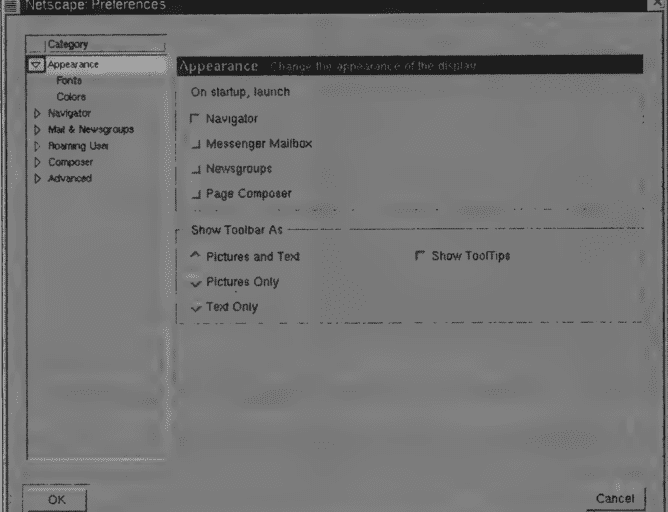 Netscape: Preferences
Category
Appearance
Fonts
Colors
Navigator
Mail & Newsgroups
Roaming User
Composer
Advanced
Appearance Change the appearance of the display
On startup, launch
Navigator
Messenger Mailbox
Newsgroups
Page Composer
Show Toolbar As
Pictures and Text
Show ToolTips
Pictures Only
Text Only
OK
Cancel